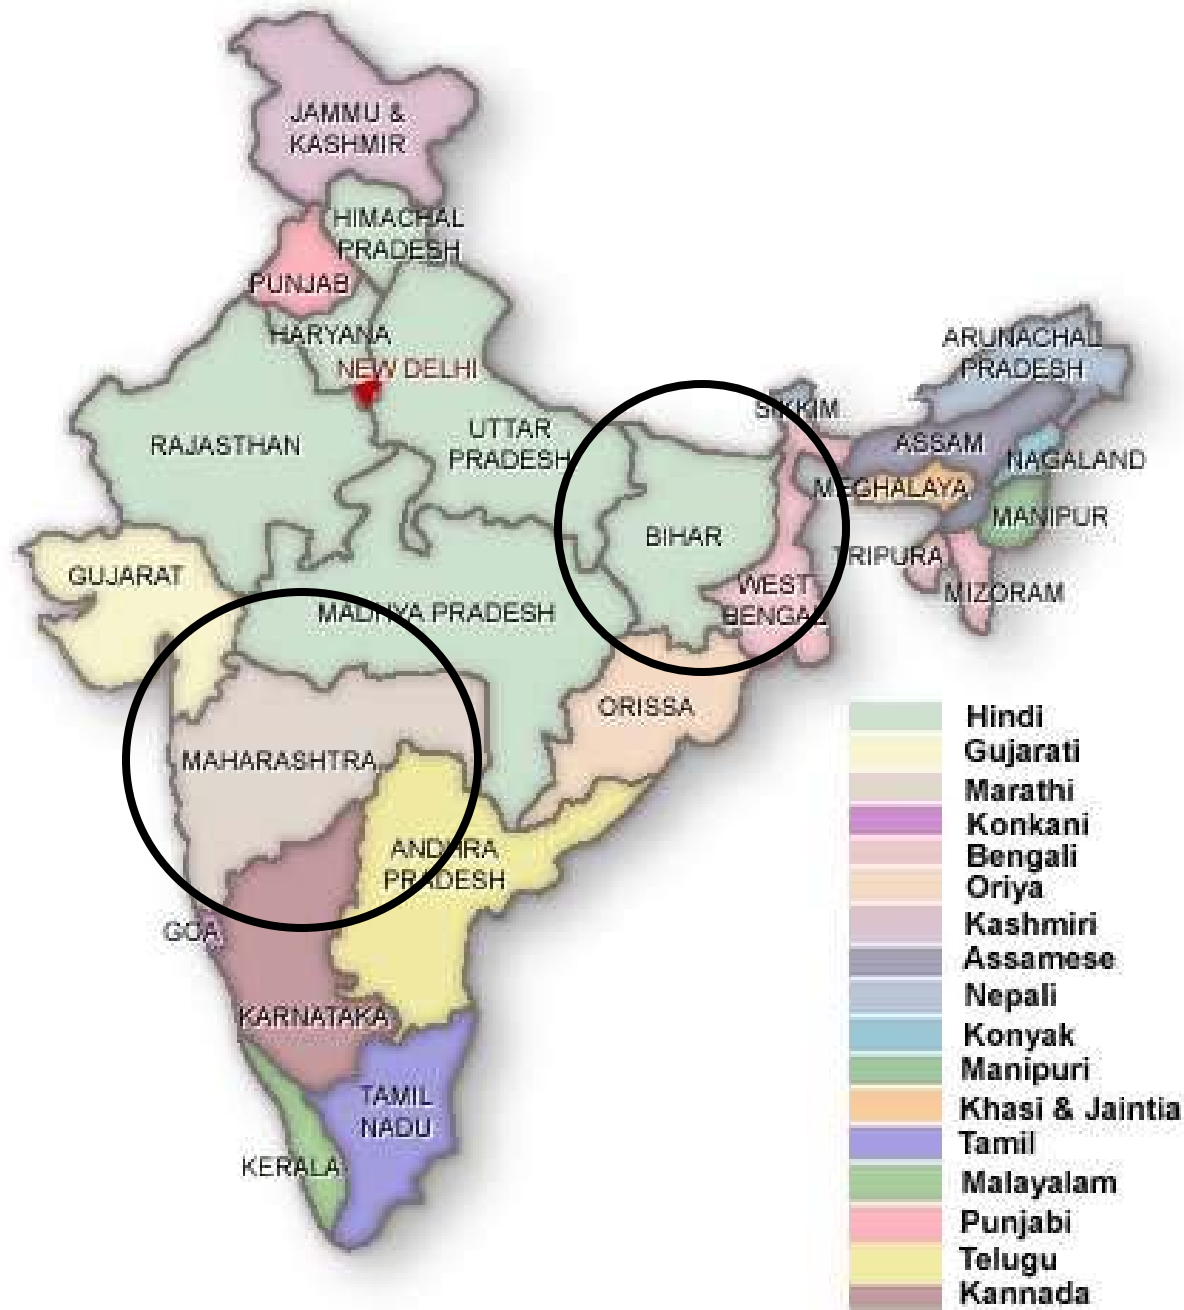 JAMMU &
KASHMIR
HIMACHAL
PRADESH
PUNJAB
HARYANA
NEW DELHI
ARUNACHAL
PRADESH
SIKKIM
RAJASTHAN
UTTAR
PRADESH
ASSAM
NAGALAND
MEGHALAYA
MANIPUR
BIHAR
TRIPURA
GUJARAT
WEST
BENGAL
MIZORAM
MADHYA PRADESH
ORISSA
MAHARASHTRA
ANDHRA
PRADESH
GOA
KARNATAKA
TAMIL
NADU
KERALA
Hindi
Gujarati
Marathi
Konkani
Bengali
Oriya
Kashmiri
Assamese
Nepali
Konyak
Manipuri
Khasi & Jaintia
Tamil
Malayalam
Punjabi
Telugu
Kannada